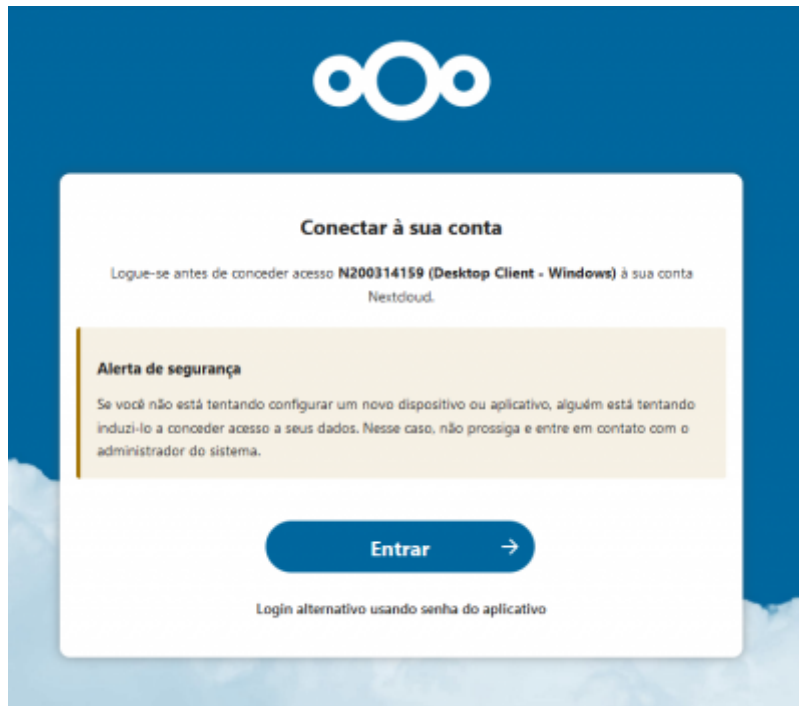 Conectar à sua conta
Logue-se antes de conceder acesso N200314159 (Desktop Client - Windows) à sua conta
Nextcloud.
Alerta de segurança
Se você não está tentando configurar um novo dispositivo ou aplicativo, alguém está tentando
induzi-lo a conceder acesso a seus dados. Nesse caso, não prossiga e entre em contato com o
administrador do sistema.
Entrar
Login alternativo usando senha do aplicativo